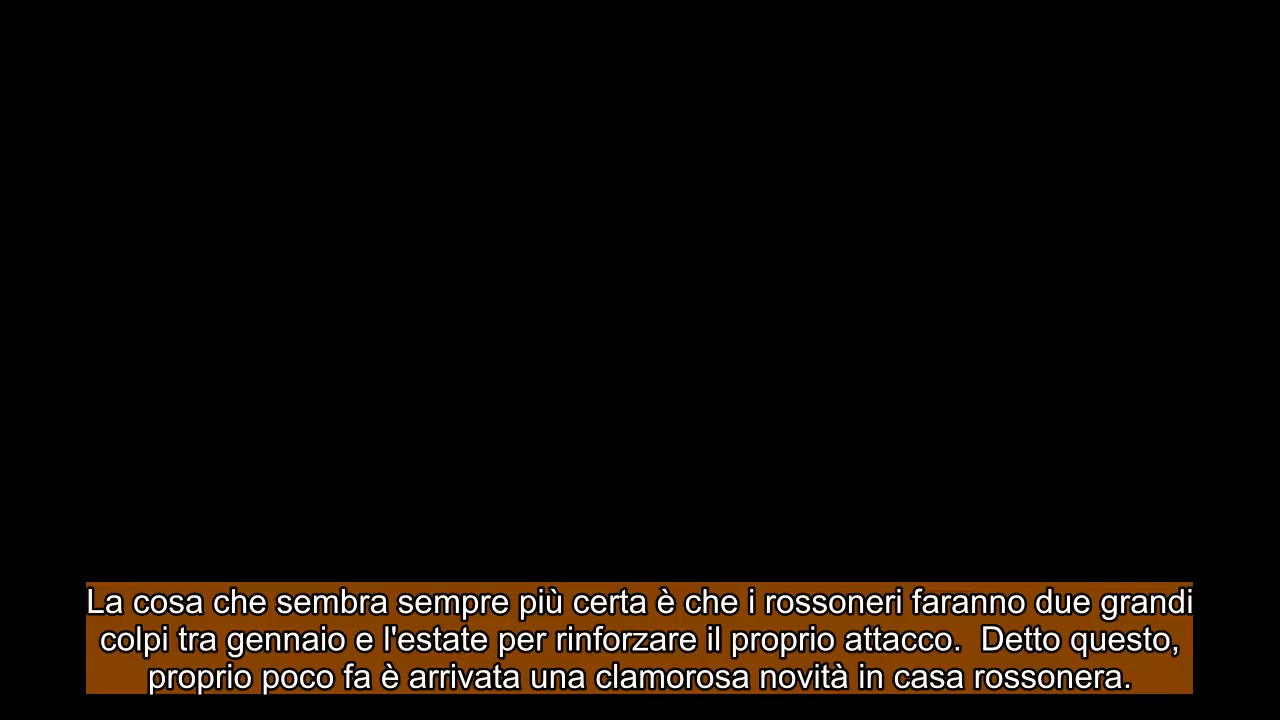 La cosa che sembra sempre più certa è che i rossoneri faranno due grandi
colpi tra gennaio e l'estate per rinforzare il proprio attacco.  Detto questo,
proprio poco fa è arrivata una clamorosa novità in casa rossonera.